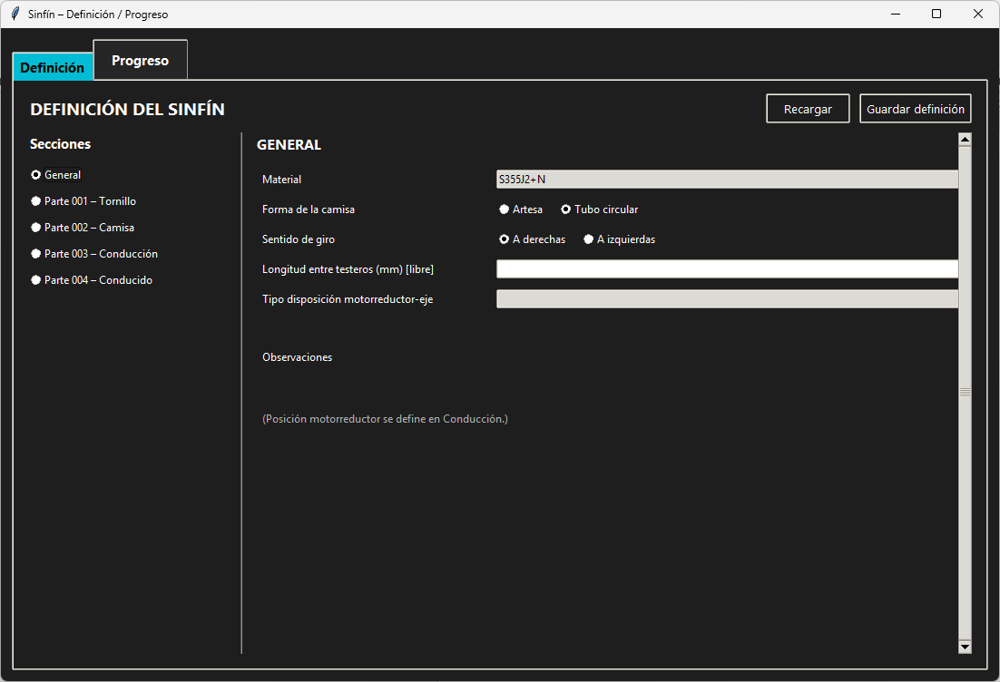 Sinfín – Definición / Progreso
Definición
Progreso
DEFINICIÓN DEL SINFÍN
Recargar
Guardar definición
Secciones
General
Parte 001 – Tornillo
Parte 002 – Camisa
Parte 003 – Conducción
Parte 004 – Conducido
GENERAL
Material
S355J2+N
Forma de la camisa
Artesa
Tubo circular
Sentido de giro
A derechas
A izquierdas
Longitud entre testeros (mm) [libre]
Tipo disposición motorreductor-eje
Observaciones
(Posición motorreductor se define en Conducción.)